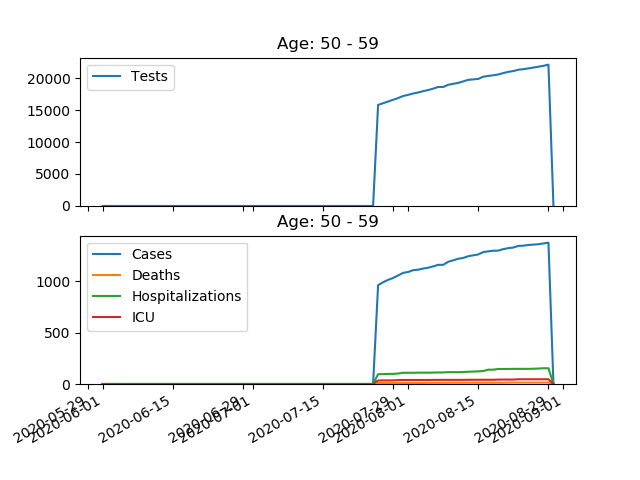 Age: 50 - 59
20000
15000
10000
5000
0
Tests
Age: 50 - 59
1000
500
0
Cases
Deaths
Hospitalizations
ICU
2020-05-29
2020-06-01
2020-06-15
2020-06-29
2020-07-01
2020-07-15
2020-07-29
2020-08-01
2020-08-15
2020-08-29
2020-09-01